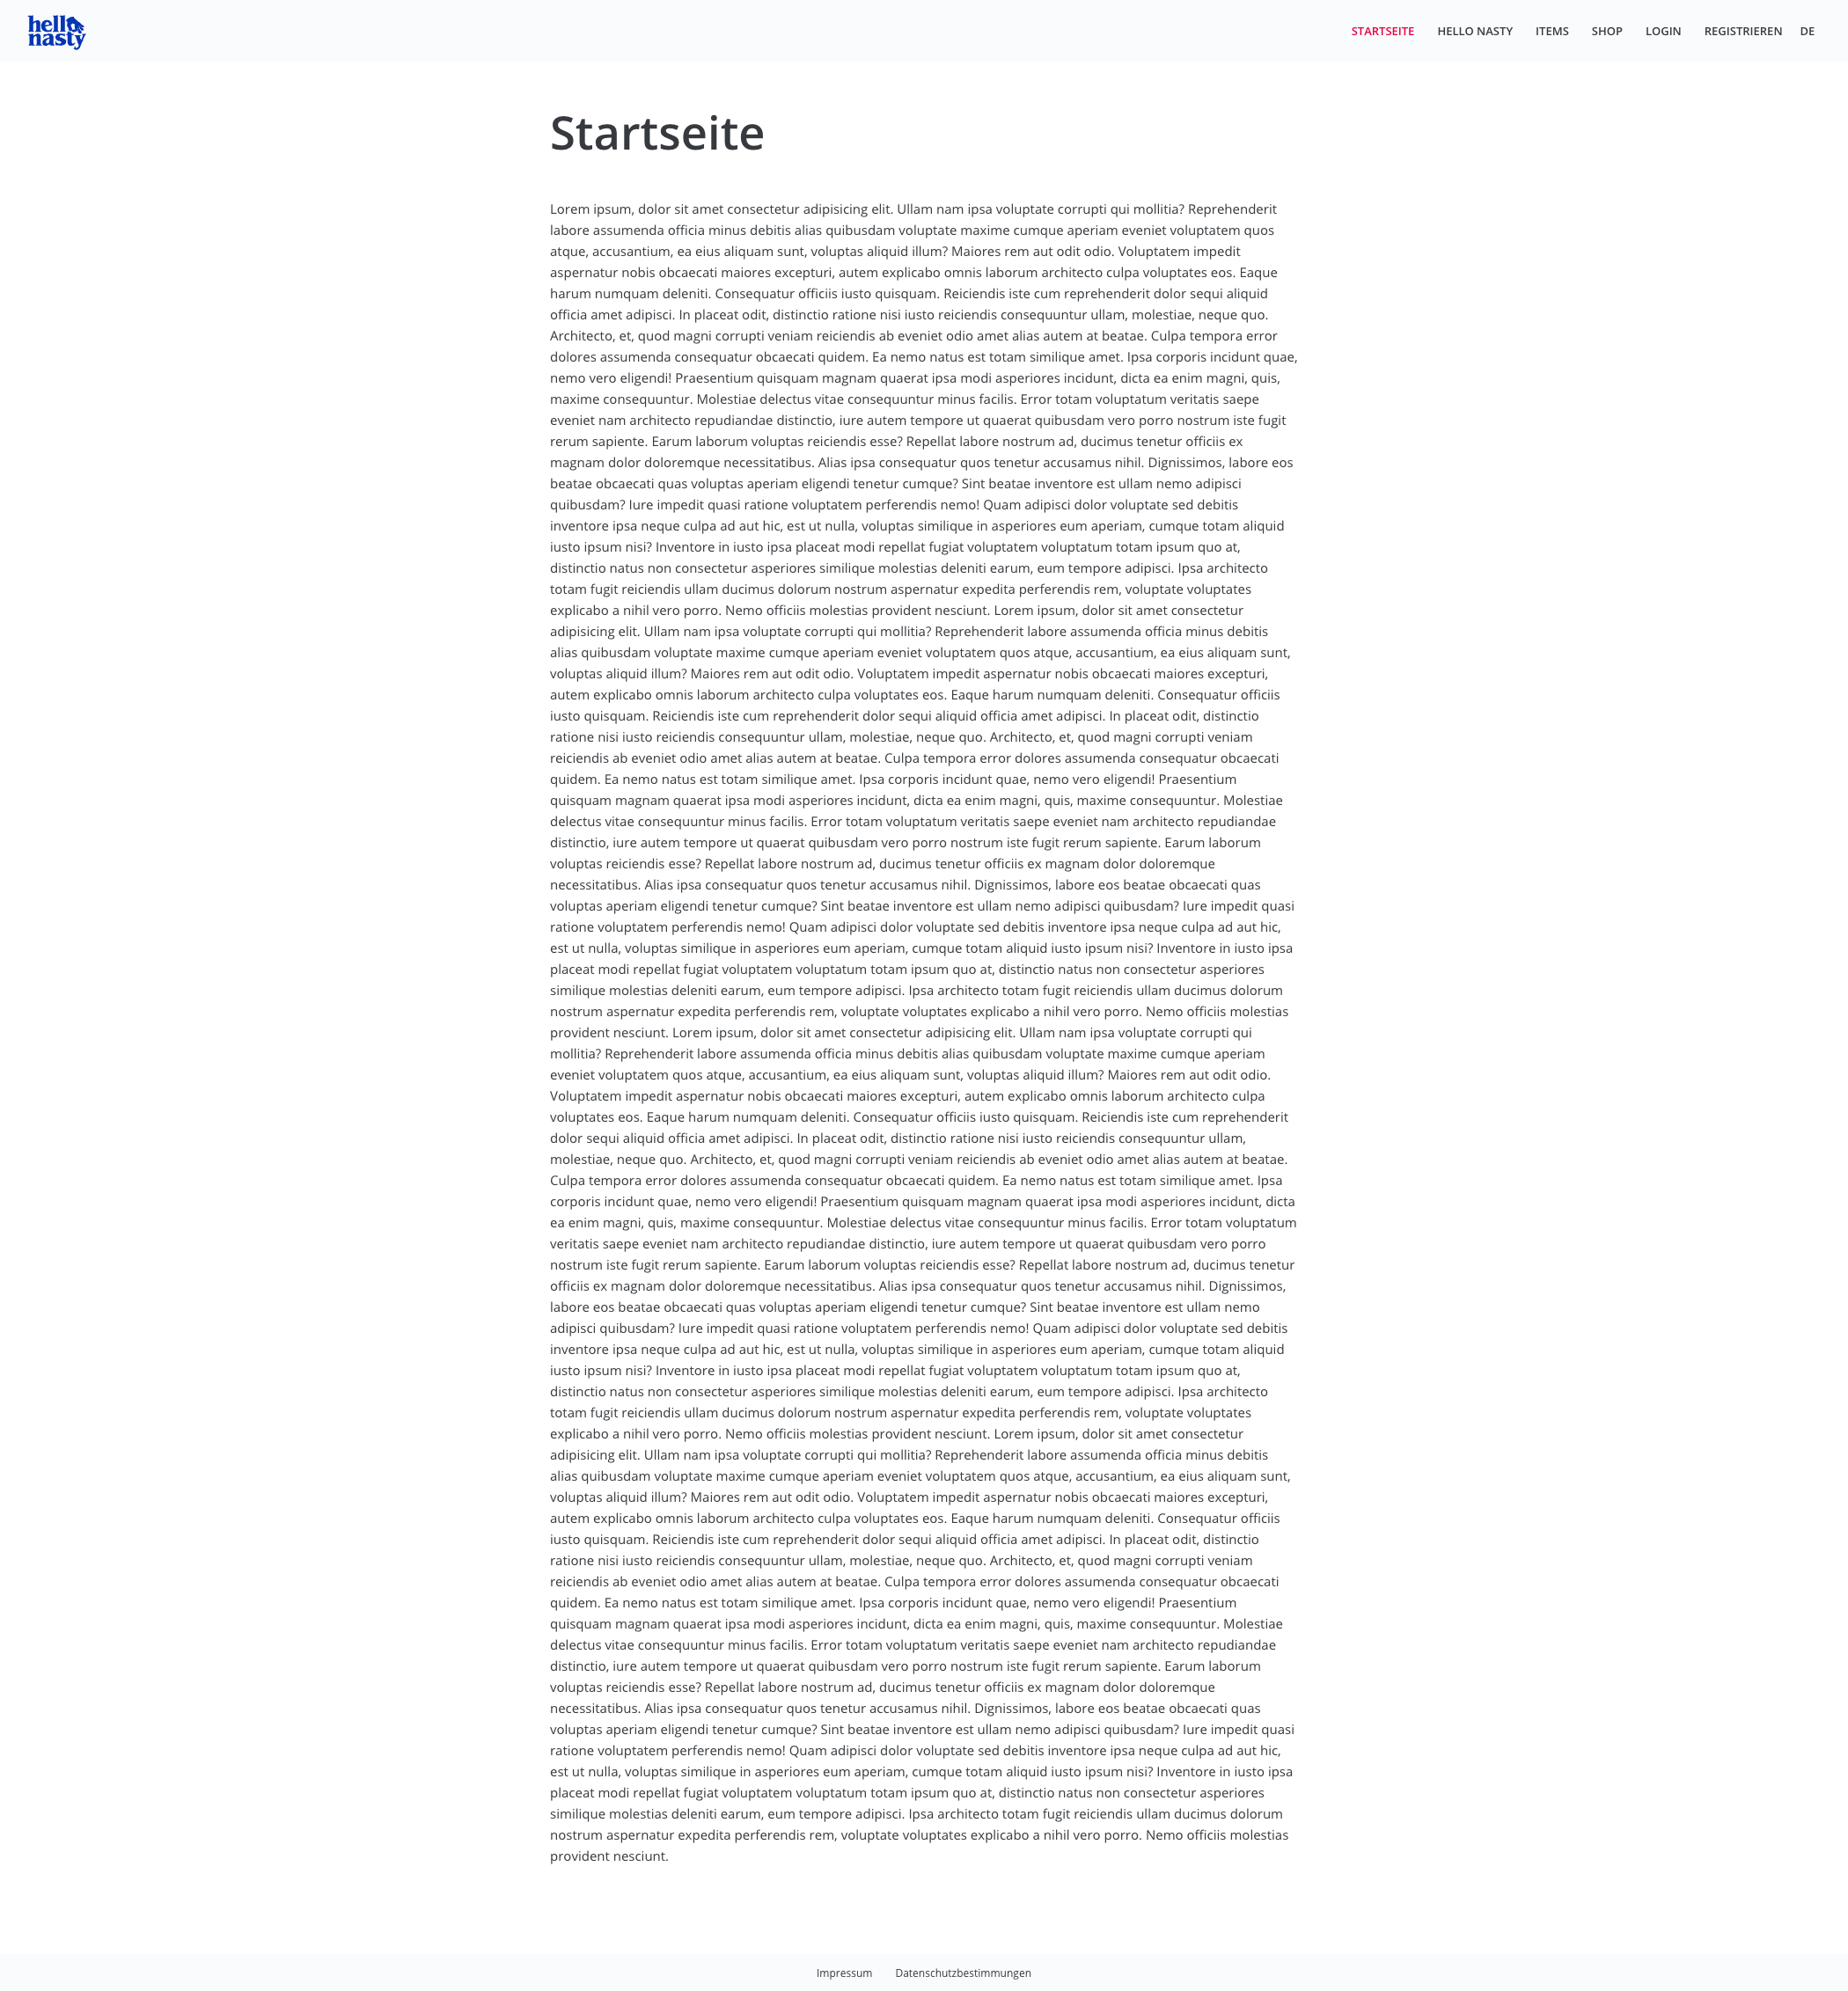 hello
nasty
STARTSEITE HELLO NASTY ITEMS SHOP LOGIN REGISTRIEREN DE
Startseite
Lorem ipsum, dolor sit amet consectetur adipisicing elit. Ullam nam ipsa voluptate corrupti qui mollitia? Reprehenderit
labore assumenda officia minus debitis alias quibusdam voluptate maxime cumque aperiam eveniet voluptatem quos
atque, accusantium, ea eius aliquam sunt, voluptas aliquid illum? Maiores rem aut odit odio. Voluptatem impedit
aspernatur nobis obcaecati maiores excepturi, autem explicabo omnis laborum architecto culpa voluptates eos. Eaque
harum numquam deleniti. Consequatur officiis iusto quisquam. Reiciendis iste cum reprehenderit dolor sequi aliquid
officia amet adipisci. In placeat odit, distinctio ratione nisi iusto reiciendis consequuntur ullam, molestiae, neque quo.
Architecto, et, quod magni corrupti veniam reiciendis ab eveniet odio amet alias autem at beatae. Culpa tempora error
dolores assumenda consequatur obcaecati quidem. Ea nemo natus est totam similique amet. Ipsa corporis incidunt quae,
nemo vero eligendi! Praesentium quisquam magnam quaerat ipsa modi asperiores incidunt, dicta ea enim magni, quis,
maxime consequuntur. Molestiae delectus vitae consequuntur minus facilis. Error totam voluptatum veritatis saepe
eveniet nam architecto repudiandae distinctio, iure autem tempore ut quaerat quibusdam vero porro nostrum iste fugit
rerum sapiente. Earum laborum voluptas reiciendis esse? Repellat labore nostrum ad, ducimus tenetur officiis ex
magnam dolor doloremque necessitatibus. Alias ipsa consequatur quos tenetur accusamus nihil. Dignissimos, labore eos
beatae obcaecati quas voluptas aperiam eligendi tenetur cumque? Sint beatae inventore est ullam nemo adipisci
quibusdam? Iure impedit quasi ratione voluptatem perferendis nemo! Quam adipisci dolor voluptate sed debitis
inventore ipsa neque culpa ad aut hic, est ut nulla, voluptas similique in asperiores eum aperiam, cumque totam aliquid
iusto ipsum nisi? Inventore in iusto ipsa placeat modi repellat fugiat voluptatem voluptatum totam ipsum quo at,
distinctio natus non consectetur asperiores similique molestias deleniti earum, eum tempore adipisci. Ipsa architecto
totam fugit reiciendis ullam ducimus dolorum nostrum aspernatur expedita perferendis rem, voluptate voluptates
explicabo a nihil vero porro. Nemo officiis molestias provident nesciunt. Lorem ipsum, dolor sit amet consectetur
adipisicing elit. Ullam nam ipsa voluptate corrupti qui mollitia? Reprehenderit labore assumenda officia minus debitis
alias quibusdam voluptate maxime cumque aperiam eveniet voluptatem quos atque, accusantium, ea eius aliquam sunt,
voluptas aliquid illum? Maiores rem aut odit odio. Voluptatem impedit aspernatur nobis obcaecati maiores excepturi,
autem explicabo omnis laborum architecto culpa voluptates eos. Eaque harum numquam deleniti. Consequatur officiis
iusto quisquam. Reiciendis iste cum reprehenderit dolor sequi aliquid officia amet adipisci. In placeat odit, distinctio
ratione nisi iusto reiciendis consequuntur ullam, molestiae, neque quo. Architecto, et, quod magni corrupti veniam
reiciendis ab eveniet odio amet alias autem at beatae. Culpa tempora error dolores assumenda consequatur obcaecati
quidem. Ea nemo natus est totam similique amet. Ipsa corporis incidunt quae, nemo vero eligendi! Praesentium
quisquam magnam quaerat ipsa modi asperiores incidunt, dicta ea enim magni, quis, maxime consequuntur. Molestiae
delectus vitae consequuntur minus facilis. Error totam voluptatum veritatis saepe eveniet nam architecto repudiandae
distinctio, iure autem tempore ut quaerat quibusdam vero porro nostrum iste fugit rerum sapiente. Earum laborum
voluptas reiciendis esse? Repellat labore nostrum ad, ducimus tenetur officiis ex magnam dolor doloremque
necessitatibus. Alias ipsa consequatur quos tenetur accusamus nihil. Dignissimos, labore eos beatae obcaecati quas
voluptas aperiam eligendi tenetur cumque? Sint beatae inventore est ullam nemo adipisci quibusdam? Iure impedit quasi
ratione voluptatem perferendis nemo! Quam adipisci dolor voluptate sed debitis inventore ipsa neque culpa ad aut hic,
est ut nulla, voluptas similique in asperiores eum aperiam, cumque totam aliquid iusto ipsum nisi? Inventore in iusto ipsa
placeat modi repellat fugiat voluptatem voluptatum totam ipsum quo at, distinctio natus non consectetur asperiores
similique molestias deleniti earum, eum tempore adipisci. Ipsa architecto totam fugit reiciendis ullam ducimus dolorum
nostrum aspernatur expedita perferendis rem, voluptate voluptates explicabo a nihil vero porro. Nemo officiis molestias
provident nesciunt. Lorem ipsum, dolor sit amet consectetur adipisicing elit. Ullam nam ipsa voluptate corrupti qui
mollitia? Reprehenderit labore assumenda officia minus debitis alias quibusdam voluptate maxime cumque aperiam
eveniet voluptatem quos atque, accusantium, ea eius aliquam sunt, voluptas aliquid illum? Maiores rem aut odit odio.
Voluptatem impedit aspernatur nobis obcaecati maiores excepturi, autem explicabo omnis laborum architecto culpa
voluptates eos. Eaque harum numquam deleniti. Consequatur officiis iusto quisquam. Reiciendis iste cum reprehenderit
dolor sequi aliquid officia amet adipisci. In placeat odit, distinctio ratione nisi iusto reiciendis consequuntur ullam,
molestiae, neque quo. Architecto, et, quod magni corrupti veniam reiciendis ab eveniet odio amet alias autem at beatae.
Culpa tempora error dolores assumenda consequatur obcaecati quidem. Ea nemo natus est totam similique amet. Ipsa
corporis incidunt quae, nemo vero eligendi! Praesentium quisquam magnam quaerat ipsa modi asperiores incidunt, dicta
ea enim magni, quis, maxime consequuntur. Molestiae delectus vitae consequuntur minus facilis. Error totam voluptatum
veritatis saepe eveniet nam architecto repudiandae distinctio, iure autem tempore ut quaerat quibusdam vero porro
nostrum iste fugit rerum sapiente. Earum laborum voluptas reiciendis esse? Repellat labore nostrum ad, ducimus tenetur
officiis ex magnam dolor doloremque necessitatibus. Alias ipsa consequatur quos tenetur accusamus nihil. Dignissimos,
labore eos beatae obcaecati quas voluptas aperiam eligendi tenetur cumque? Sint beatae inventore est ullam nemo
adipisci quibusdam? Iure impedit quasi ratione voluptatem perferendis nemo! Quam adipisci dolor voluptate sed debitis
inventore ipsa neque culpa ad aut hic, est ut nulla, voluptas similique in asperiores eum aperiam, cumque totam aliquid
iusto ipsum nisi? Inventore in iusto ipsa placeat modi repellat fugiat voluptatem voluptatum totam ipsum quo at,
distinctio natus non consectetur asperiores similique molestias deleniti earum, eum tempore adipisci. Ipsa architecto
totam fugit reiciendis ullam ducimus dolorum nostrum aspernatur expedita perferendis rem, voluptate voluptates
explicabo a nihil vero porro. Nemo officiis molestias provident nesciunt. Lorem ipsum, dolor sit amet consectetur
adipisicing elit. Ullam nam ipsa voluptate corrupti qui mollitia? Reprehenderit labore assumenda officia minus debitis
alias quibusdam voluptate maxime cumque aperiam eveniet voluptatem quos atque, accusantium, ea eius aliquam sunt,
voluptas aliquid illum? Maiores rem aut odit odio. Voluptatem impedit aspernatur nobis obcaecati maiores excepturi,
autem explicabo omnis laborum architecto culpa voluptates eos. Eaque harum numquam deleniti. Consequatur officiis
iusto quisquam. Reiciendis iste cum reprehenderit dolor sequi aliquid officia amet adipisci. In placeat odit, distinctio
ratione nisi iusto reiciendis consequuntur ullam, molestiae, neque quo. Architecto, et, quod magni corrupti veniam
reiciendis ab eveniet odio amet alias autem at beatae. Culpa tempora error dolores assumenda consequatur obcaecati
quidem. Ea nemo natus est totam similique amet. Ipsa corporis incidunt quae, nemo vero eligendi! Praesentium
quisquam magnam quaerat ipsa modi asperiores incidunt, dicta ea enim magni, quis, maxime consequuntur. Molestiae
delectus vitae consequuntur minus facilis. Error totam voluptatum veritatis saepe eveniet nam architecto repudiandae
distinctio, iure autem tempore ut quaerat quibusdam vero porro nostrum iste fugit rerum sapiente. Earum laborum
voluptas reiciendis esse? Repellat labore nostrum ad, ducimus tenetur officiis ex magnam dolor doloremque
necessitatibus. Alias ipsa consequatur quos tenetur accusamus nihil. Dignissimos, labore eos beatae obcaecati quas
voluptas aperiam eligendi tenetur cumque? Sint beatae inventore est ullam nemo adipisci quibusdam? Iure impedit quasi
ratione voluptatem perferendis nemo! Quam adipisci dolor voluptate sed debitis inventore ipsa neque culpa ad aut hic,
est ut nulla, voluptas similique in asperiores eum aperiam, cumque totam aliquid iusto ipsum nisi? Inventore in iusto ipsa
placeat modi repellat fugiat voluptatem voluptatum totam ipsum quo at, distinctio natus non consectetur asperiores
similique molestias deleniti earum, eum tempore adipisci. Ipsa architecto totam fugit reiciendis ullam ducimus dolorum
nostrum aspernatur expedita perferendis rem, voluptate voluptates explicabo a nihil vero porro. Nemo officiis molestias
provident nesciunt.
Impressum Datenschutzbestimmungen